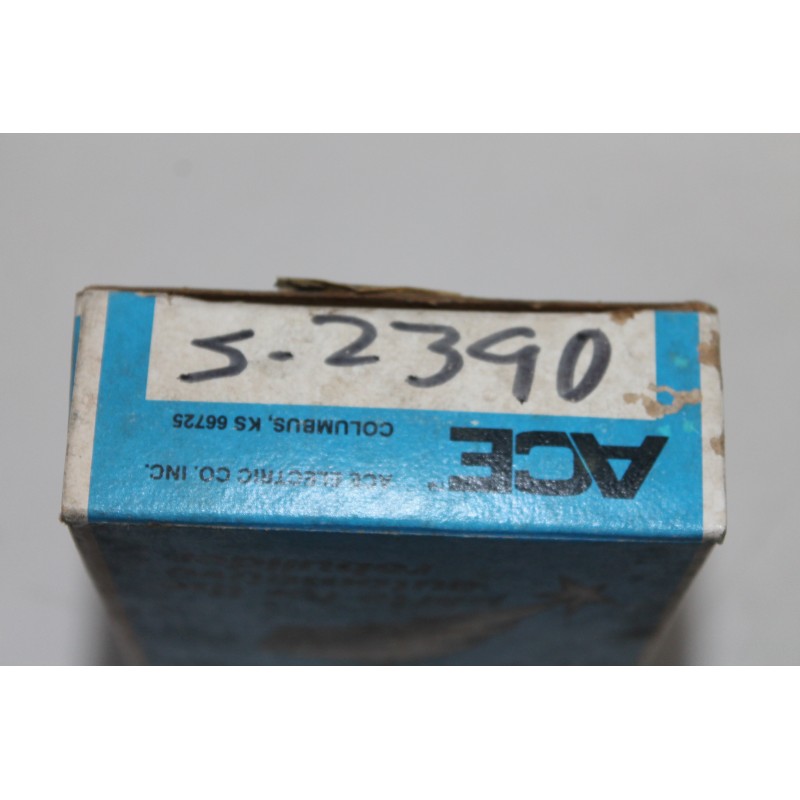 S-2390
ACE®
ACE ELECTRIC CO. INC.
COLUMBUS, KS 66725